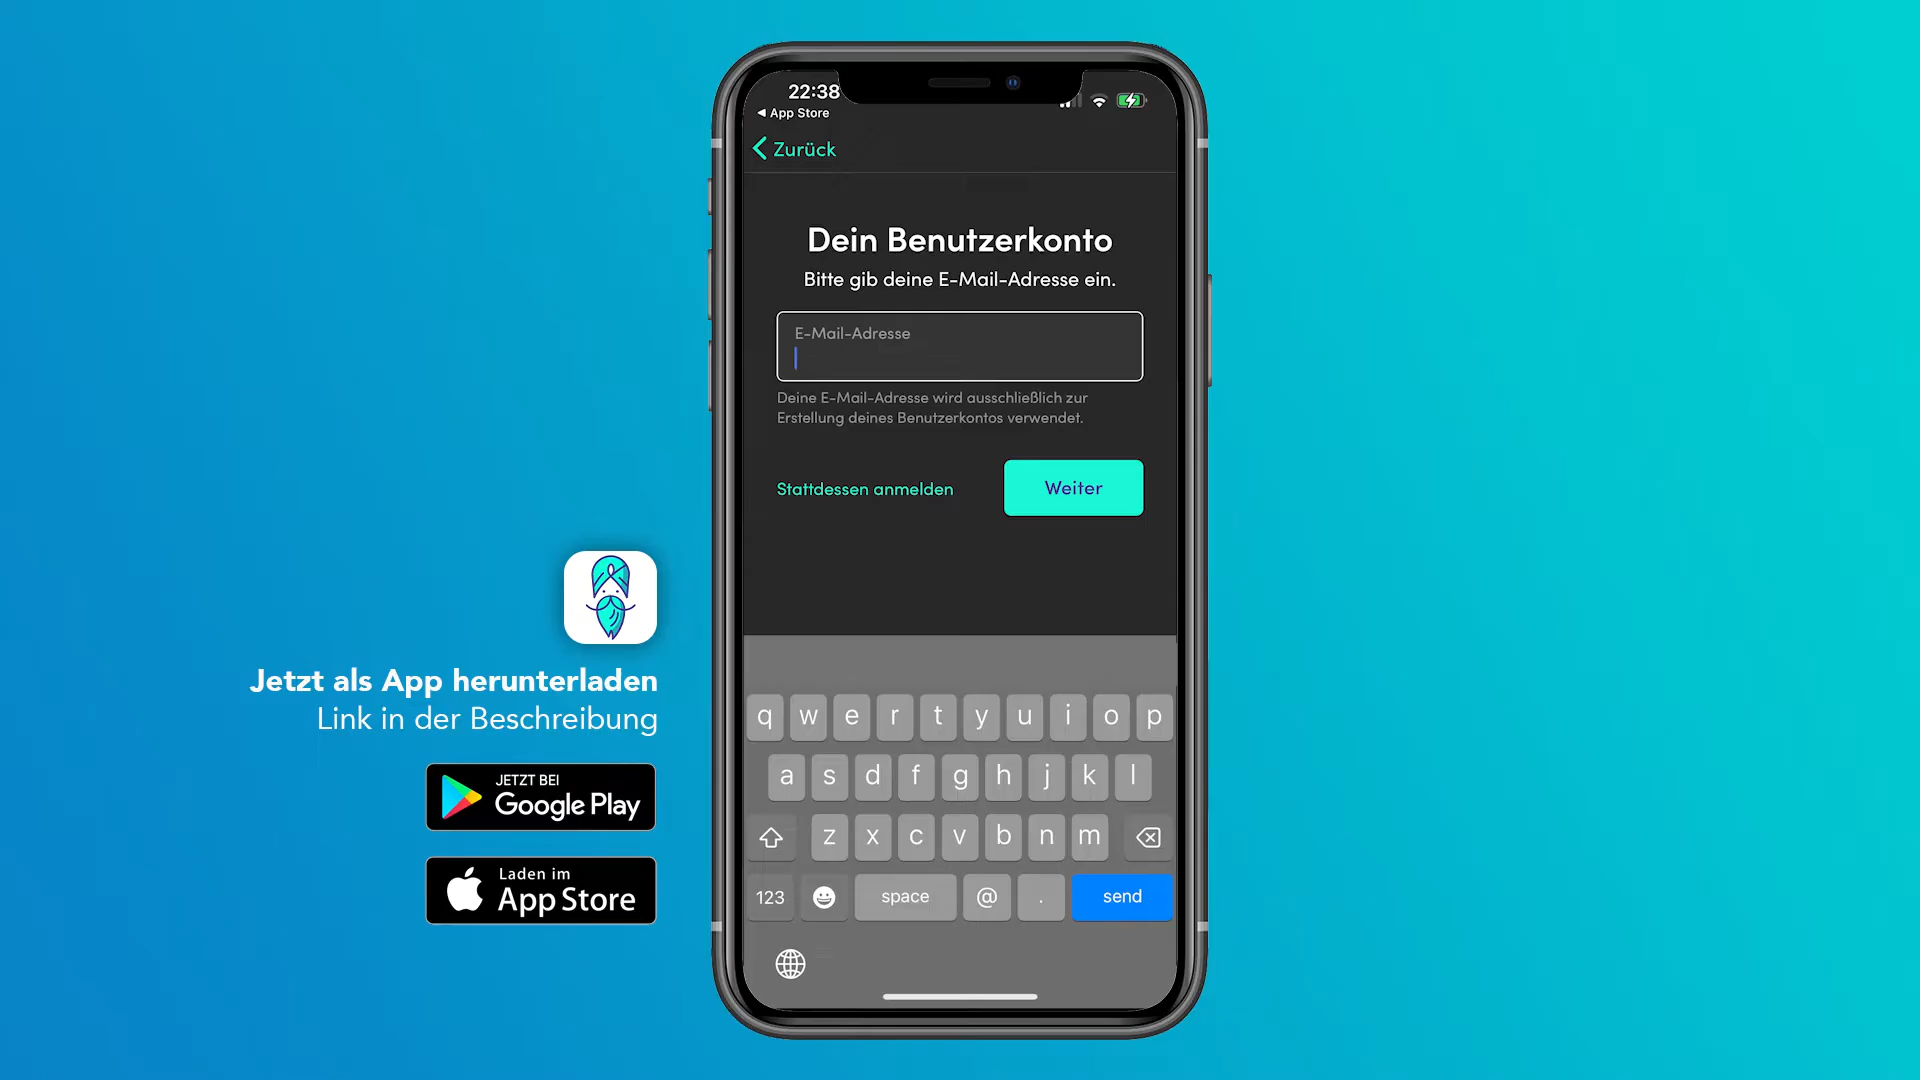 22:38
◀ App Store
Zurück
Dein Benutzerkonto
Bitte gib deine E-Mail-Adresse ein.
E-Mail-Adresse
Deine E-Mail-Adresse wird ausschließlich zur
Erstellung deines Benutzerkontos verwendet.
Stattdessen anmelden
Weiter
Jetzt als App herunterladen
Link in der Beschreibung
JETZT BEI
Google Play
Laden im
App Store
q w e r t y u i o p
a s d f g h j k l
z x c v b n m
123 space @ . send